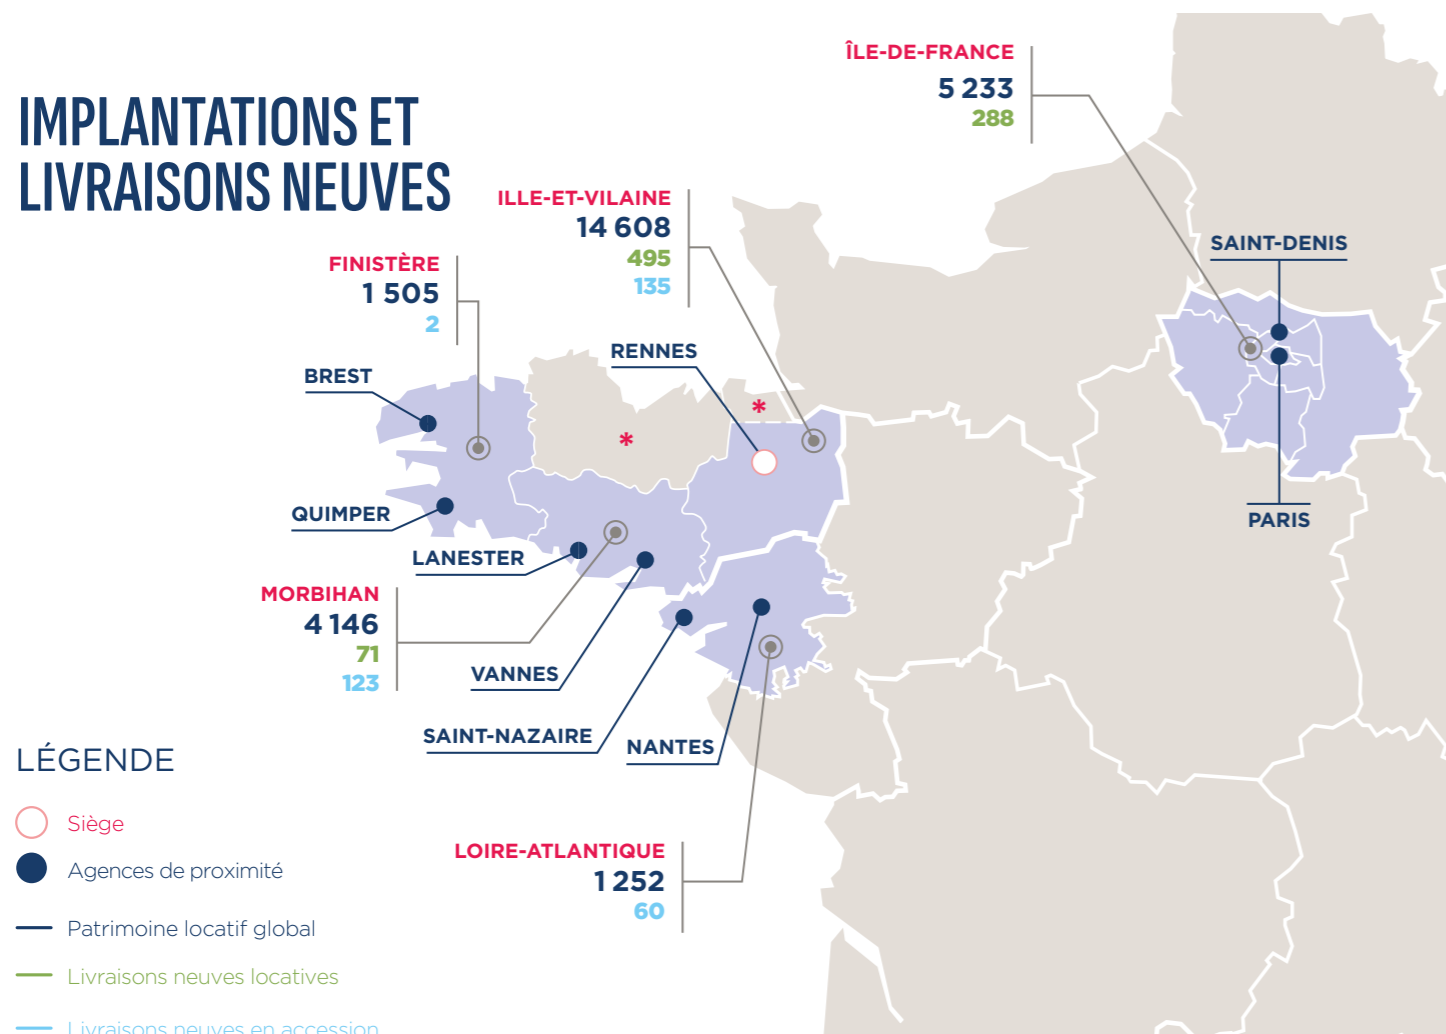 IMPLANTATIONS ET
LIVRAISONS NEUVES
ÎLE-DE-FRANCE
5 233
288
ILLE-ET-VILAINE
14 608
495
135
FINISTÈRE
1 505
2
SAINT-DENIS
RENNES
BREST
*
*
QUIMPER
PARIS
LANESTER
MORBIHAN
4 146
71
123
VANNES
SAINT-NAZAIRE
NANTES
LOIRE-ATLANTIQUE
1 252
60
LÉGENDE
Siège
Agences de proximité
Patrimoine locatif global
Livraisons neuves locatives
Livraisons neuves en accession